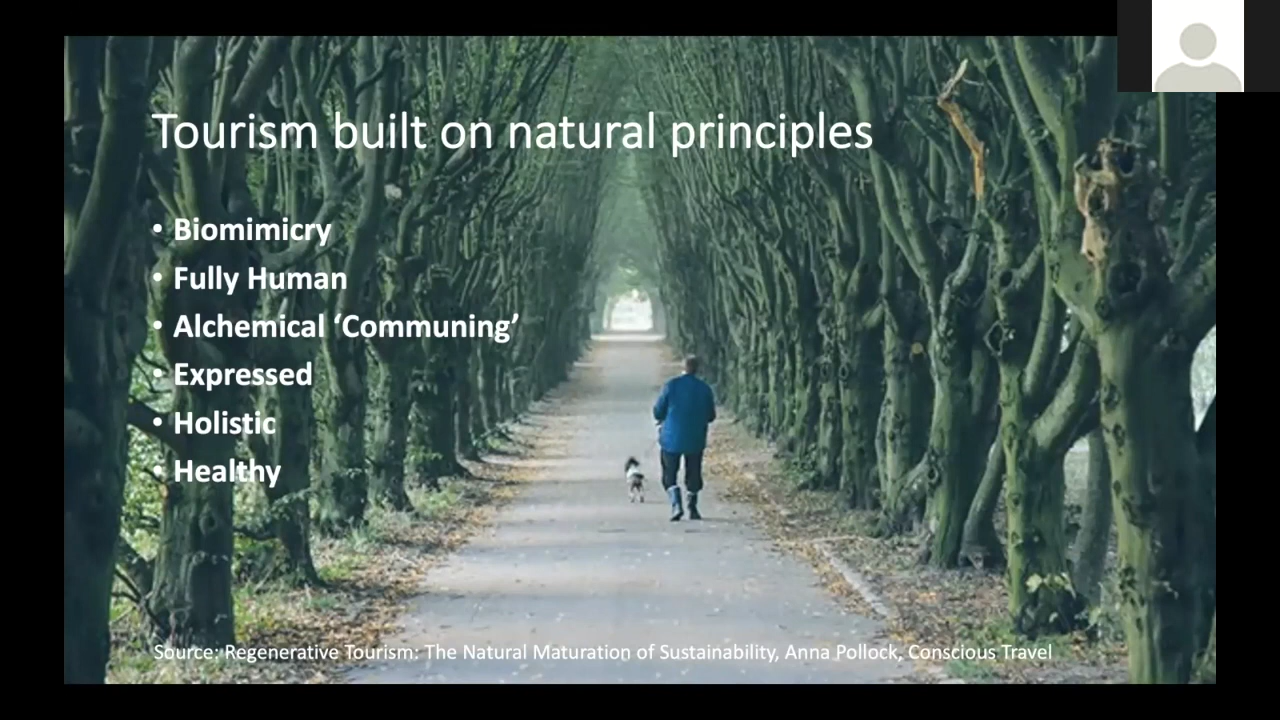 Tourism built on natural principles
• Biomimicry
• Fully Human
• Alchemical ‘Communing’
• Expressed
• Holistic
• Healthy
Source: Regenerative Tourism: The Natural Maturation of Sustainability, Anna Pollock, Conscious Travel